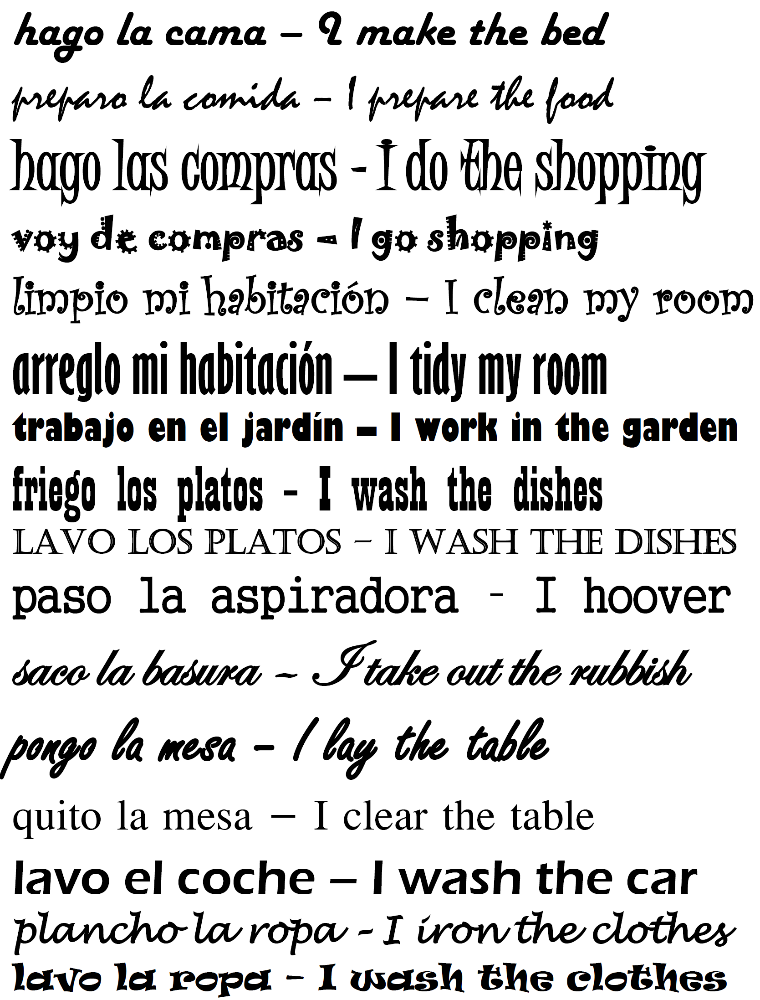 hago la cama – I make the bed
preparo la comida – I prepare the food
hago las compras - I do the shopping
voy de compras – I go shopping
limpio mi habitación – I clean my room
arreglo mi habitación – I tidy my room
trabajo en el jardín – I work in the garden
friego los platos – I wash the dishes
LAVO LOS PLATOS – I WASH THE DISHES
paso la aspiradora - I hoover
saco la basura – I take out the rubbish
pongo la mesa – I lay the table
quito la mesa – I clear the table
lavo el coche – I wash the car
plancho la ropa - I iron the clothes
lavo la ropa - I wash the clothes